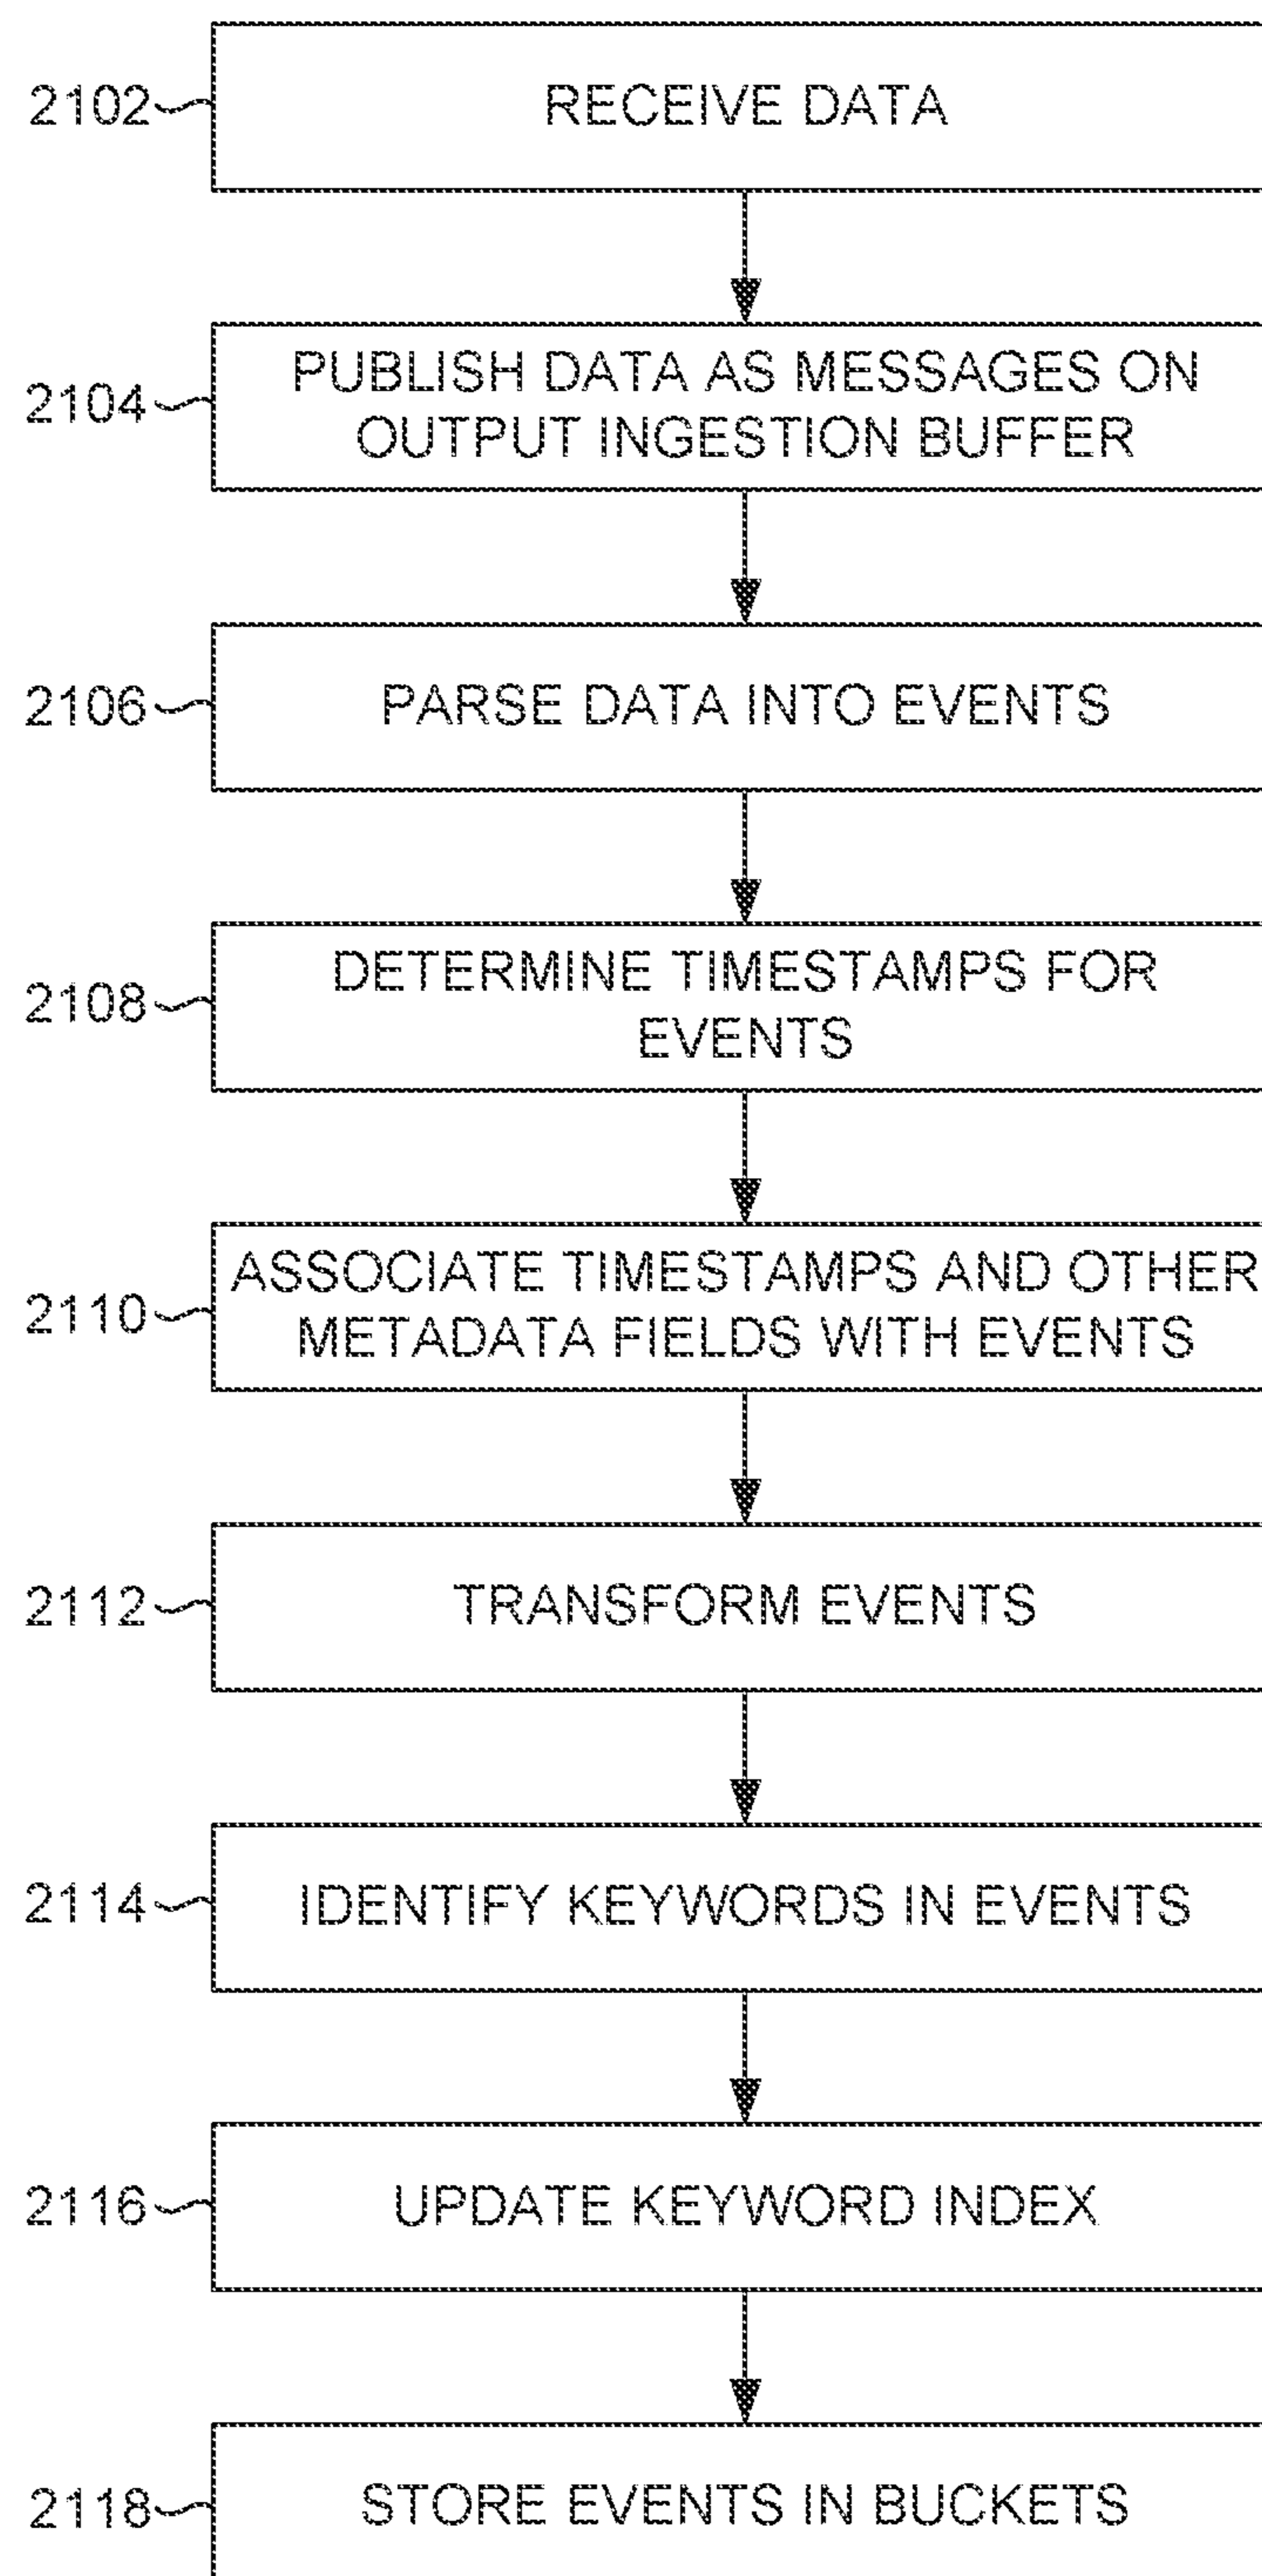 2102
RECEIVE DATA
2104
PUBLISH DATA AS MESSAGES ON
OUTPUT INGESTION BUFFER
2106
PARSE DATA INTO EVENTS
2108
DETERMINE TIMESTAMPS FOR
EVENTS
2110
ASSOCIATE TIMESTAMPS AND OTHER
METADATA FIELDS WITH EVENTS
2112
TRANSFORM EVENTS
2114
IDENTIFY KEYWORDS IN EVENTS
2116
UPDATE KEYWORD INDEX
2118
STORE EVENTS IN BUCKETS